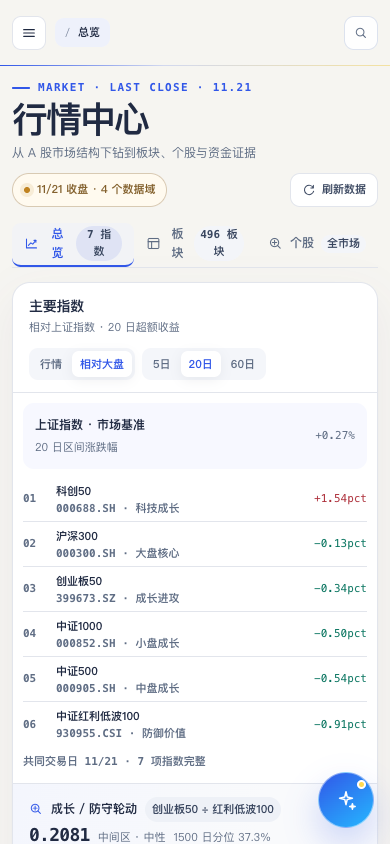 / 总览
MARKET · LAST CLOSE · 11.21
行情中心
从 A 股市场结构下钻到板块、个股与资金证据
11/21 收盘 · 4 个数据域
刷新数据
总览 7 指数
板块 496 板块
个股 全市场
主要指数
相对上证指数 · 20 日超额收益
行情 相对大盘 5日 20日 60日
上证指数 · 市场基准
20 日区间涨跌幅
+0.27%
01 科创50 +1.54pct
000688.SH · 科技成长
02 沪深300 −0.13pct
000300.SH · 大盘核心
03 创业板50 −0.34pct
399673.SZ · 成长进攻
04 中证1000 −0.50pct
000852.SH · 小盘成长
05 中证500 −0.54pct
000905.SH · 中盘成长
06 中证红利低波100 −0.91pct
930955.CSI · 防御价值
共同交易日 11/21 · 7 项指数完整
成长 / 防守轮动 创业板50 ÷ 红利低波100
0.2081 中间区 · 中性 1500 日分位 37.3%